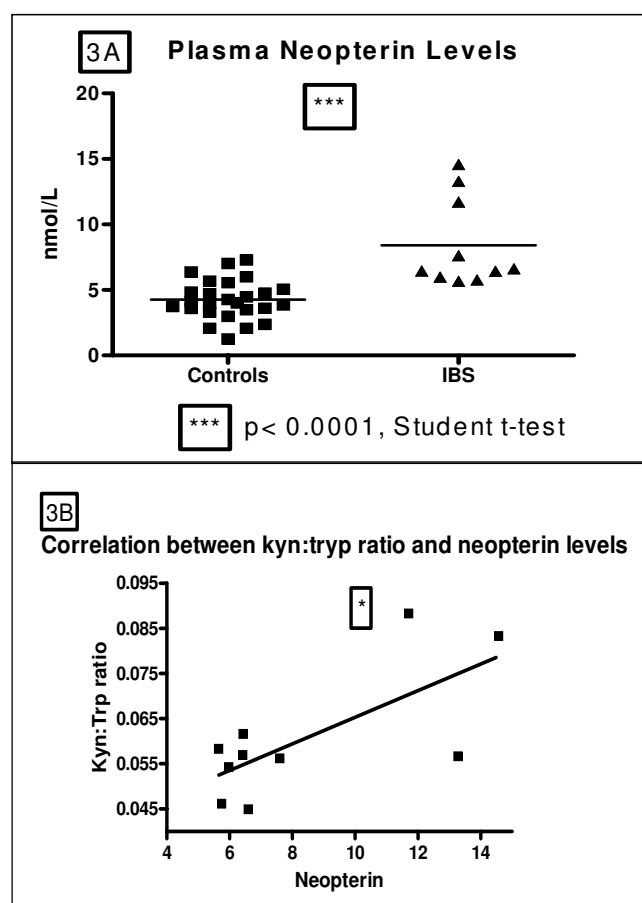 3A Plasma Neopterin Levels
***
20
15
10
5
0
nmol/L
Controls IBS
*** p< 0.0001, Student t-test
3B
Correlation between kyn:tryp ratio and neopterin levels
0.095
0.085
0.075
0.065
0.055
0.045
Kyn:Trp ratio
*
4 6 8 10 12 14
Neopterin